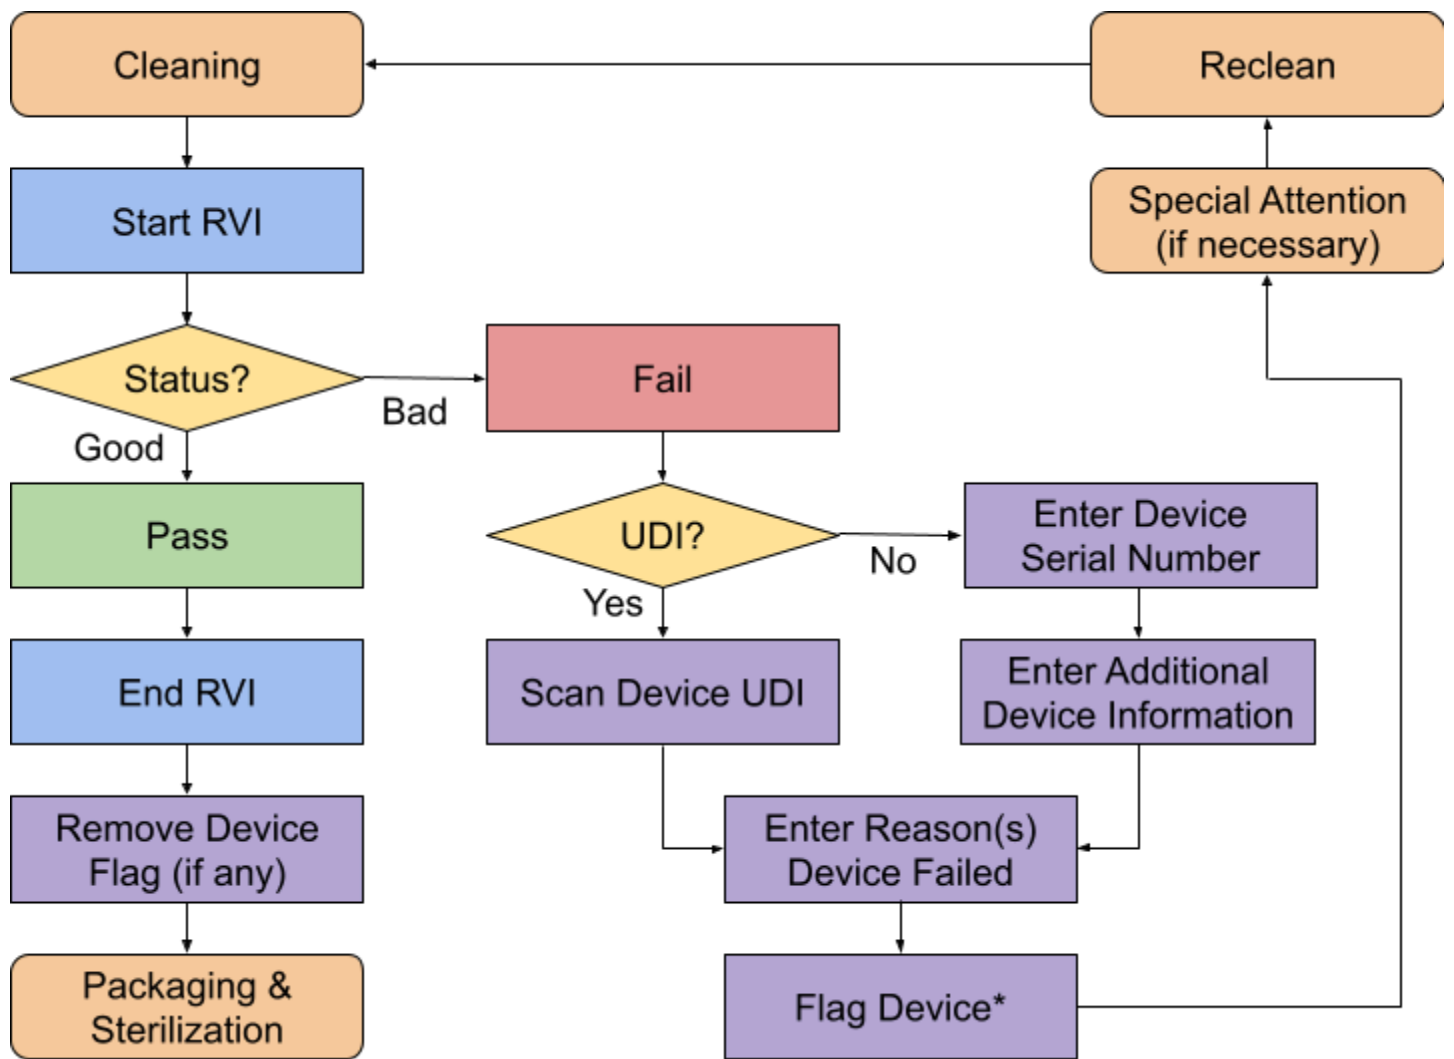 Cleaning
Reclean
Start RVI
Special Attention
(if necessary)
Status?
Bad
Fail
Good
Pass
UDI?
No
Enter Device
Serial Number
Yes
End RVI
Scan Device UDI
Enter Additional
Device Information
Remove Device
Flag (if any)
Enter Reason(s)
Device Failed
Packaging &
Sterilization
Flag Device*